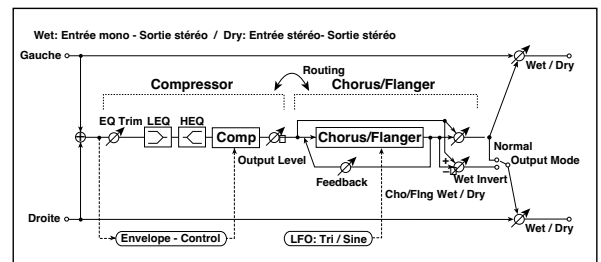 Wet: Entrée mono - Sortie stéréo / Dry: Entrée stéréo- Sortie stéréo
Gauche
Wet / Dry
Routing
Compressor
Chorus/Flanger
EQ Trim
LEQ
HEQ
Comp
Output Level
Chorus/Flanger
Feedback
+
−
Wet Invert
Cho/Flng Wet / Dry
Normal
Output Mode
Droite
Wet / Dry
Envelope - Control
LFO: Tri / Sine